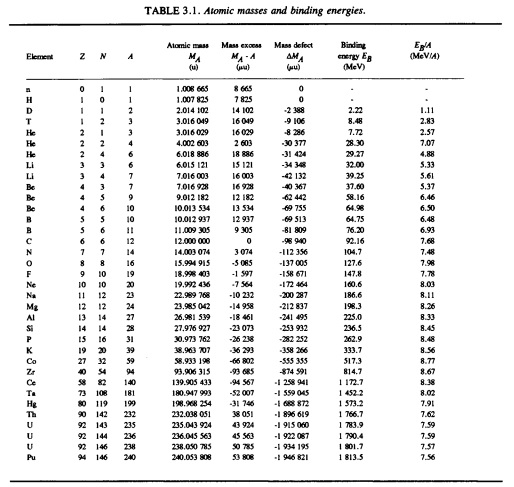 TABLE 3.1. Atomic masses and binding energies.
Element Z N A Atomic mass M_A (u) Mass excess M_A - A (μu) Mass defect ΔM_A (μu) Binding energy E_B (MeV) E_B/A (MeV/A)
n 0 1 1 1.008 665 8 665 0 - -
H 1 0 1 1.007 825 7 825 0 - -
D 1 1 2 2.014 102 14 102 -2 388 2.22 1.11
T 1 2 3 3.016 049 16 049 -9 106 8.48 2.83
He 2 1 3 3.016 029 16 029 -8 286 7.72 2.57
He 2 2 4 4.002 603 2 603 -30 377 28.30 7.07
He 2 4 6 6.018 886 18 886 -31 424 29.27 4.88
Li 3 3 6 6.015 121 15 121 -34 348 32.00 5.33
Li 3 4 7 7.016 003 16 003 -42 132 39.25 5.61
Be 4 3 7 7.016 928 16 928 -40 367 37.60 5.37
Be 4 5 9 9.012 182 12 182 -62 442 58.16 6.46
Be 4 6 10 10.013 534 13 534 -69 755 64.98 6.50
B 5 5 10 10.012 937 12 937 -69 513 64.75 6.48
B 5 6 11 11.009 305 9 305 -81 809 76.20 6.93
C 6 6 12 12.000 000 0 -98 940 92.16 7.68
N 7 7 14 14.003 074 3 074 -112 356 104.7 7.48
O 8 8 16 15.994 915 -5 085 -137 005 127.6 7.98
F 9 10 19 18.998 403 -1 597 -158 671 147.8 7.78
Ne 10 10 20 19.992 436 -7 564 -172 464 160.6 8.03
Na 11 12 23 22.989 768 -10 232 -200 287 186.6 8.11
Mg 12 12 24 23.985 042 -14 958 -212 837 198.3 8.26
Al 13 14 27 26.981 539 -18 461 -241 495 225.0 8.33
Si 14 14 28 27.976 927 -23 073 -253 932 236.5 8.45
P 15 16 31 30.973 762 -26 238 -282 252 262.9 8.48
K 19 20 39 38.963 707 -36 293 -358 266 333.7 8.56
Co 27 32 59 58.933 198 -66 802 -555 355 517.3 8.77
Zr 40 54 94 93.906 315 -93 685 -874 591 814.7 8.67
Ce 58 82 140 139.905 433 -94 567 -1 258 941 1 172.7 8.38
Ta 73 108 181 180.947 993 -52 007 -1 559 045 1 452.2 8.02
Hg 80 119 199 198.968 254 -31 746 -1 688 872 1 573.2 7.91
Th 90 142 232 232.038 051 38 051 -1 896 619 1 766.7 7.62
U 92 143 235 235.043 924 43 924 -1 915 060 1 783.9 7.59
U 92 144 236 236.045 563 45 563 -1 922 087 1 790.4 7.59
U 92 146 238 238.050 785 50 785 -1 934 195 1 801.7 7.57
Pu 94 146 240 240.053 808 53 808 -1 946 821 1 813.5 7.56